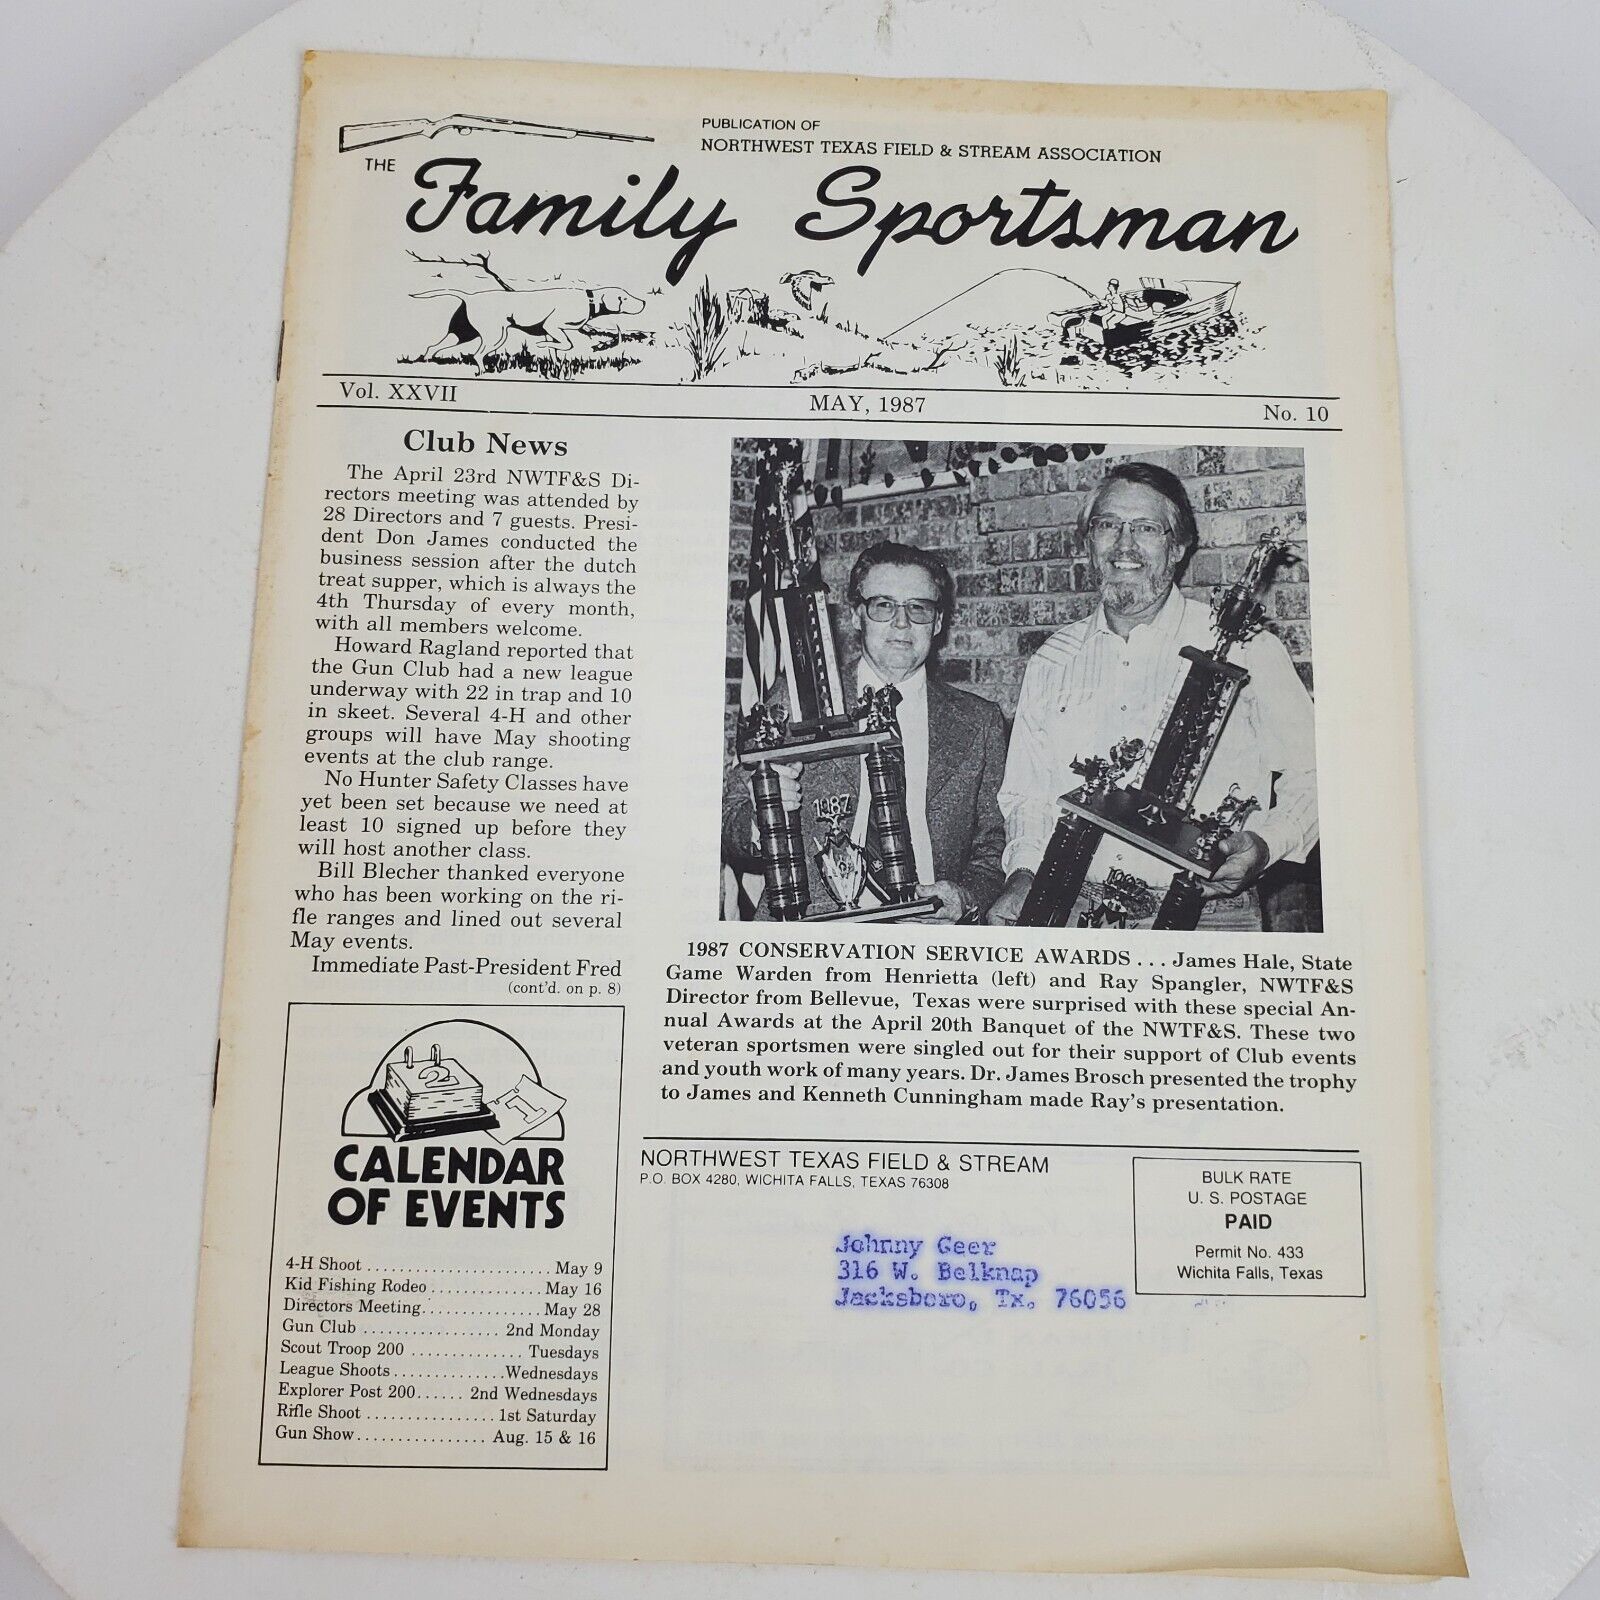 PUBLICATION OF
NORTHWEST TEXAS FIELD & STREAM ASSOCIATION
THE
Family Sportsman
Vol. XXVII MAY, 1987 No. 10
Club News
The April 23rd NWTF&S Di-
rectors meeting was attended by
28 Directors and 7 guests. Presi-
dent Don James conducted the
business session after the dutch
treat supper, which is always the
4th Thursday of every month,
with all members welcome.
Howard Ragland reported that
the Gun Club had a new league
underway with 22 in trap and 10
in skeet. Several 4-H and other
groups will have May shooting
events at the club range.
No Hunter Safety Classes have
yet been set because we need at
least 10 signed up before they
will host another class.
Bill Blecher thanked everyone
who has been working on the ri-
fle ranges and lined out several
May events.
Immediate Past-President Fred
(cont'd. on p. 8)
1987
1987
1987 CONSERVATION SERVICE AWARDS . . . James Hale, State
Game Warden from Henrietta (left) and Ray Spangler, NWTF&S
Director from Bellevue, Texas were surprised with these special An-
nual Awards at the April 20th Banquet of the NWTF&S. These two
veteran sportsmen were singled out for their support of Club events
and youth work of many years. Dr. James Brosch presented the trophy
to James and Kenneth Cunningham made Ray's presentation.
2
1
CALENDAR
OF EVENTS
4-H Shoot ....................... May 9
Kid Fishing Rodeo .............. May 16
Directors Meeting............... May 28
Gun Club ................. 2nd Monday
Scout Troop 200 .............. Tuesdays
League Shoots..............Wednesdays
Explorer Post 200...... 2nd Wednesdays
Rifle Shoot ................ 1st Saturday
Gun Show................ Aug. 15 & 16
NORTHWEST TEXAS FIELD & STREAM
P.O. BOX 4280, WICHITA FALLS, TEXAS 76308
BULK RATE
U. S. POSTAGE
PAID
Permit No. 433
Wichita Falls, Texas
Johnny Geer
316 W. Belknap
Jacksboro, Tx. 76056